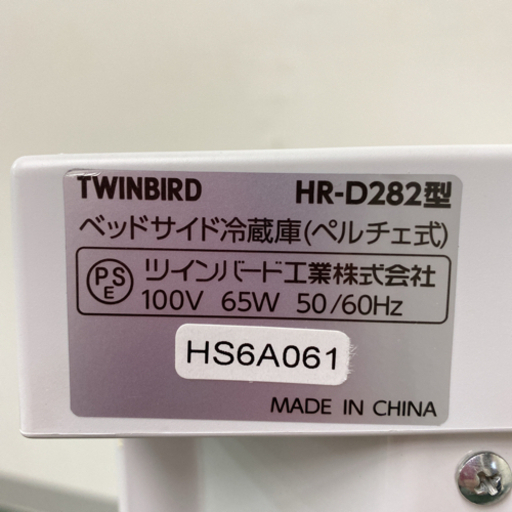 TWINBIRD HR-D282型
ベッドサイド冷蔵庫(ペルチェ式)
PSE ツインバード工業株式会社
100V 65W 50/60Hz
HS6A061
MADE IN CHINA